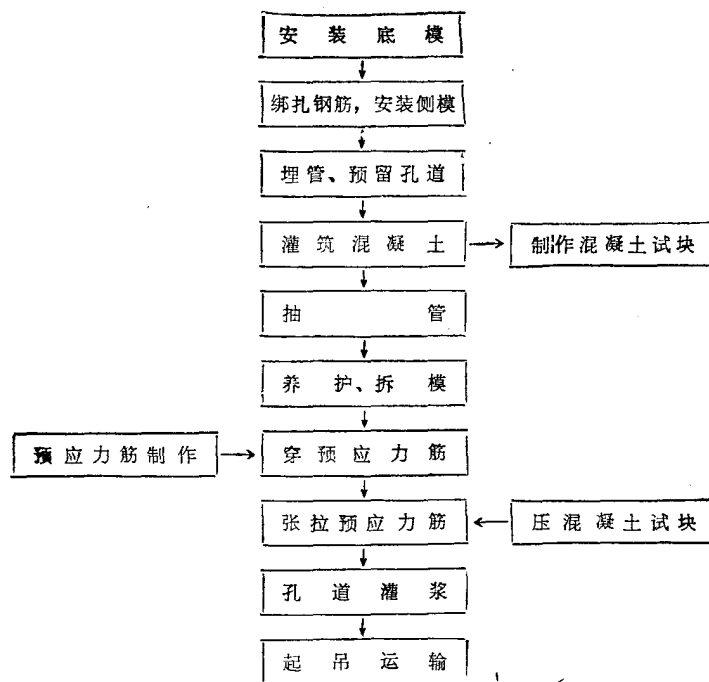 安装底模
绑扎钢筋，安装侧模
埋管、预留孔道
灌筑混凝土
制作混凝土试块
抽管
养护、拆模
预应力筋制作
穿预应力筋
张拉预应力筋
压混凝土试块
孔道灌浆
起吊运输